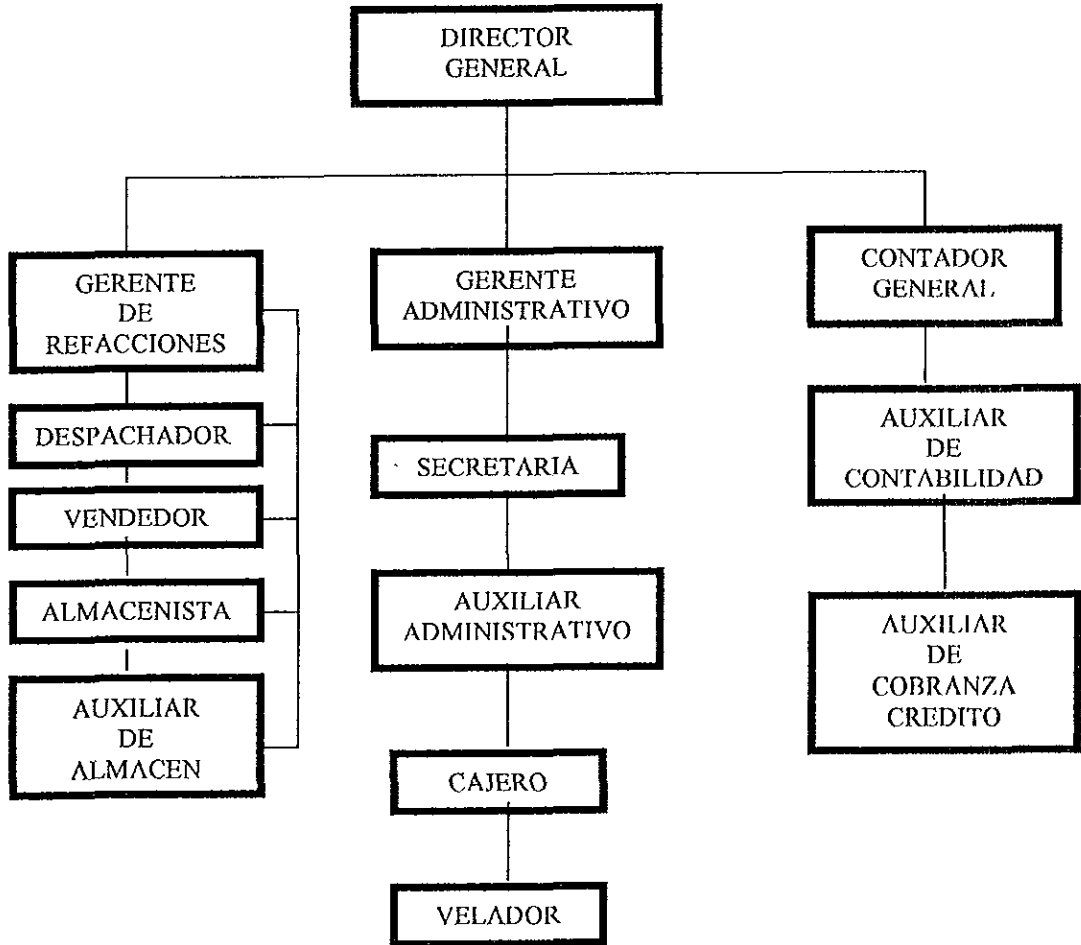 DIRECTOR
GENERAL
GERENTE
DE
REFACCIONES
DESPACHADOR
VENDEDOR
ALMACENISTA
AUXILIAR
DE
ALMACEN
GERENTE
ADMINISTRATIVO
SECRETARIA
AUXILIAR
ADMINISTRATIVO
CAJERO
VELADOR
CONTADOR
GENERAL
AUXILIAR
DE
CONTABILIDAD
AUXILIAR
DE
COBRANZA
CREDITO